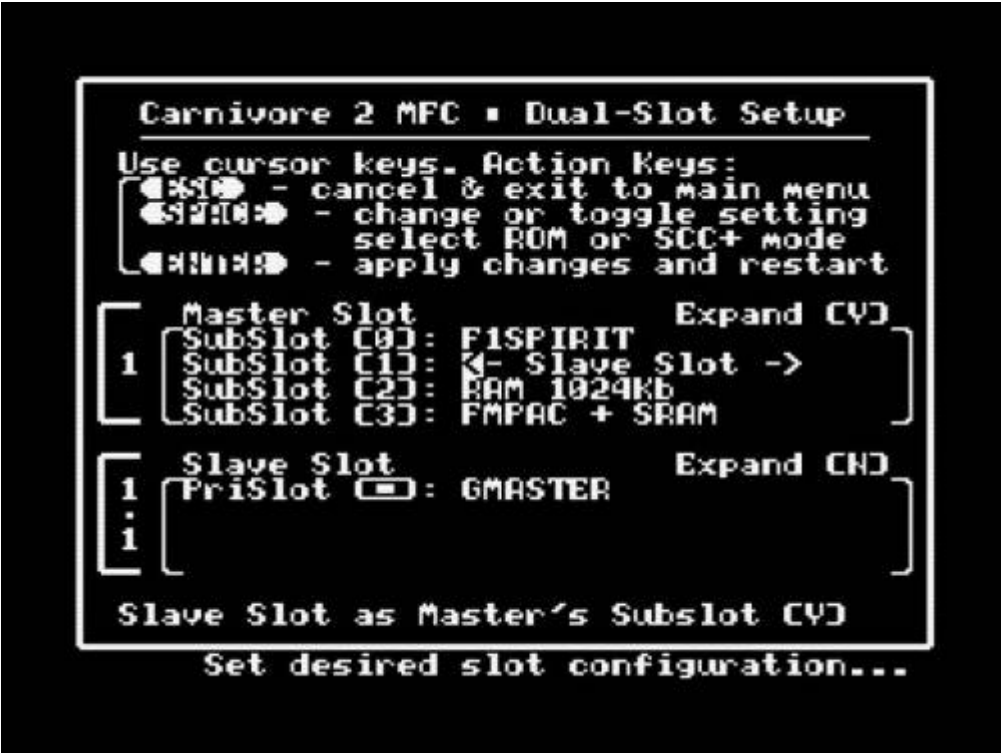 Carnivore 2 MFC ▪ Dual-Slot Setup
Use cursor keys. Action Keys:
ESC - cancel & exit to main menu
SPACE - change or toggle setting
select ROM or SCC+ mode
ENTER - apply changes and restart
Master Slot Expand [Y]
SubSlot [0]: F1SPIRIT
1 SubSlot [1]: <- Slave Slot ->
SubSlot [2]: RAM 1024Kb
SubSlot [3]: FMPAC + SRAM
Slave Slot Expand [N]
1 PriSlot [▪]: GMASTER
.
1
Slave Slot as Master's Subslot [Y]
Set desired slot configuration...